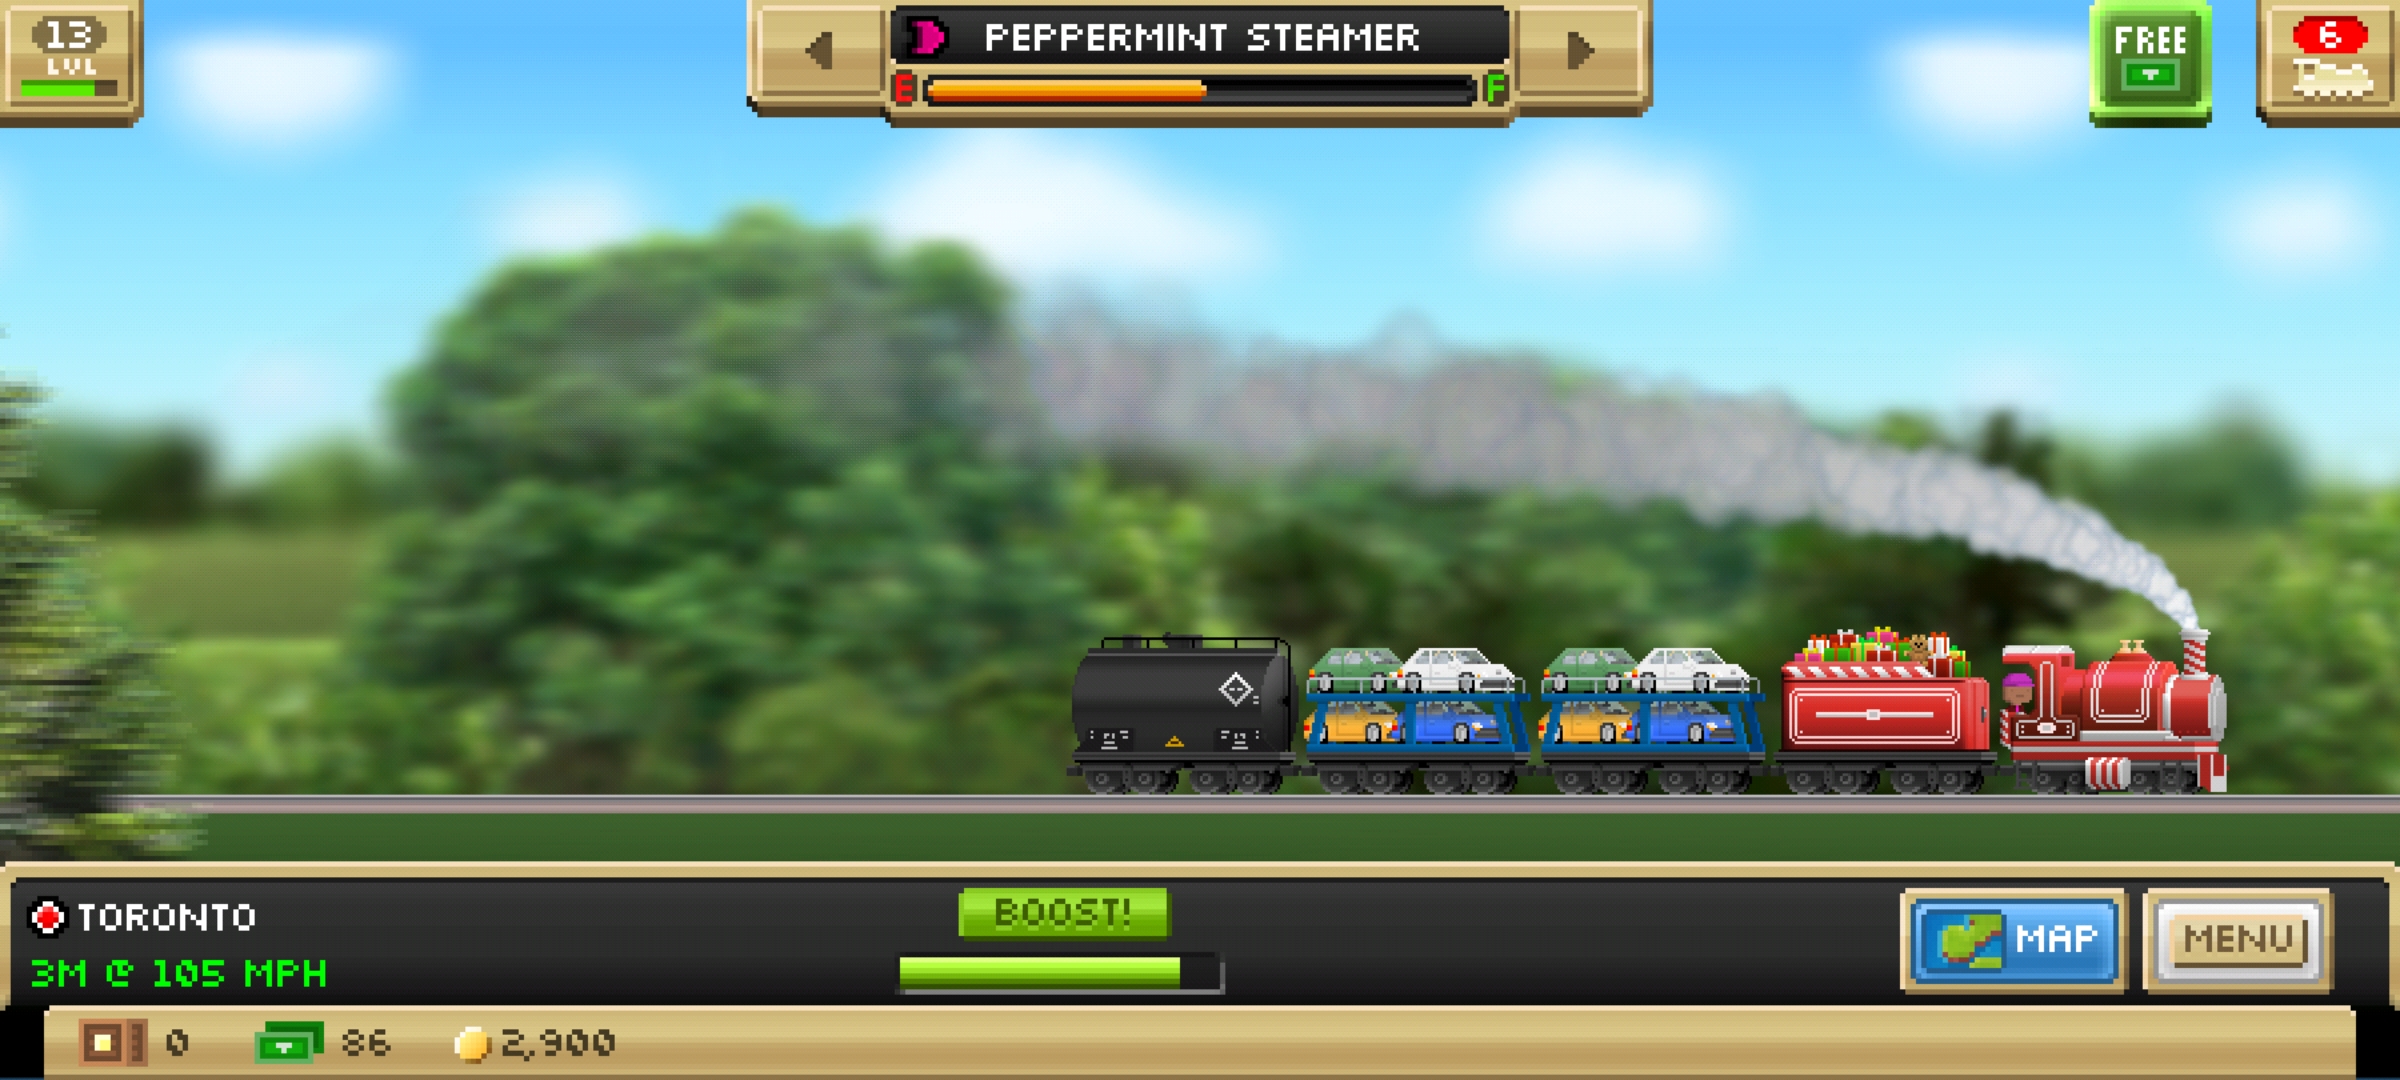 13
LVL
PEPPERMINT STEAMER
E
F
FREE
6
TORONTO
3M @ 105 MPH
BOOST!
MAP
MENU
0
86
2,900